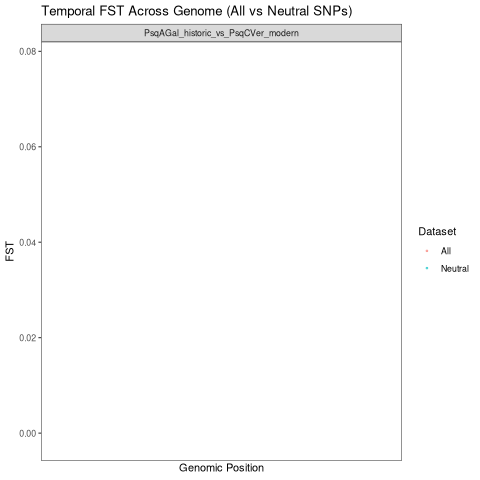 Temporal FST Across Genome (All vs Neutral SNPs)
PsqAGal_historic_vs_PsqCVer_modern
0.08
0.06
0.04
0.02
0.00
FST
Genomic Position
Dataset
All
Neutral